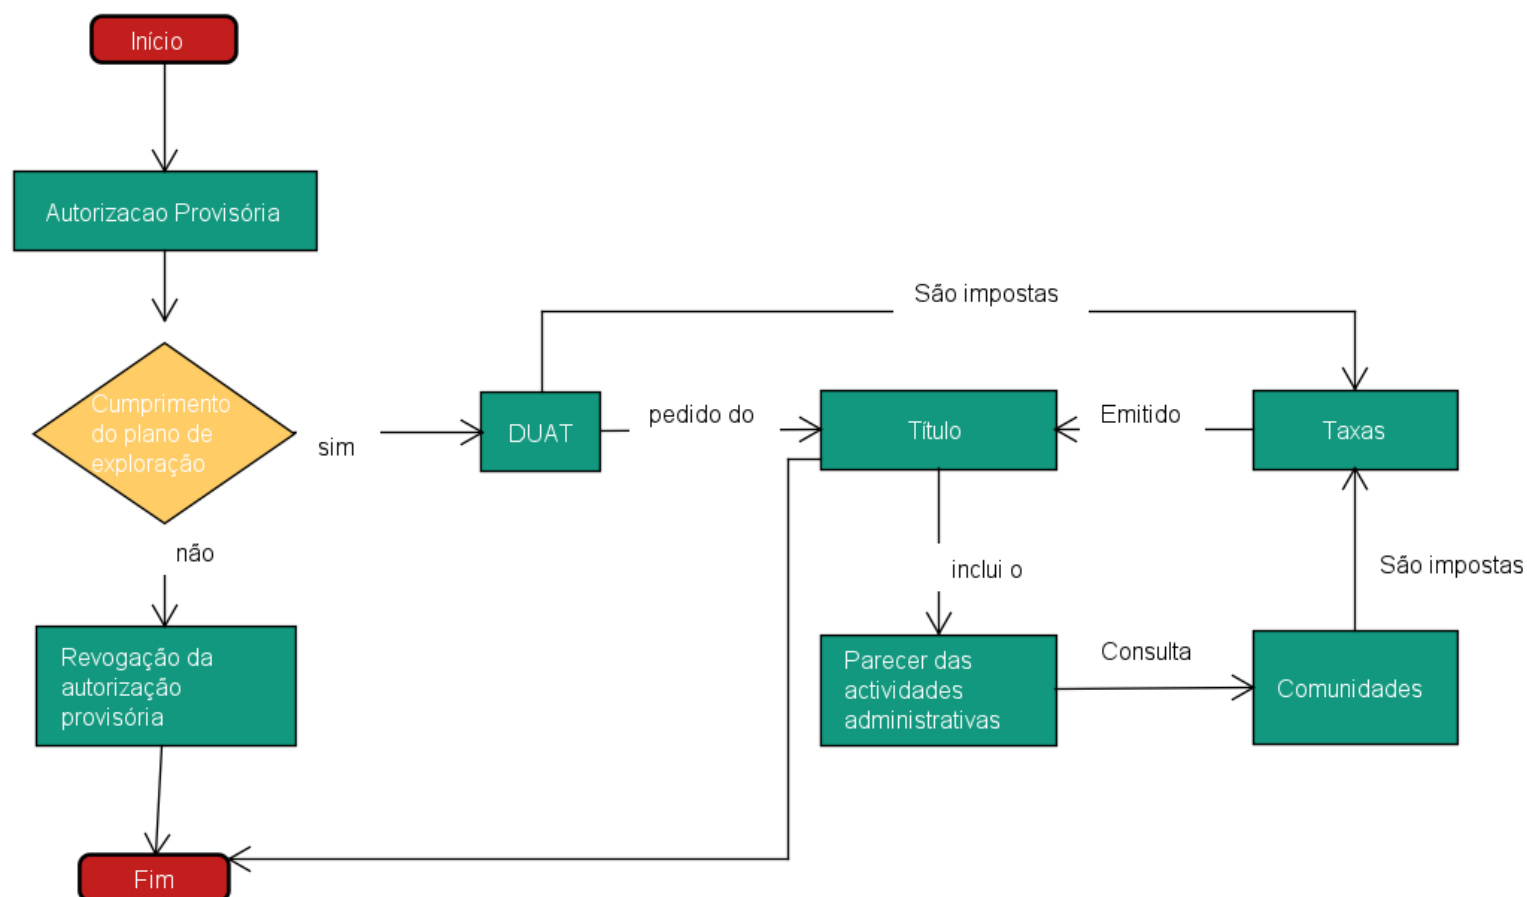 Início
Autorizacao Provisória
São impostas
Cumprimento
do plano de
exploração
sim
DUAT
pedido do
Título
Emitido
Taxas
não
inclui o
São impostas
Revogação da
autorização
provisória
Parecer das
actividades
administrativas
Consulta
Comunidades
Fim